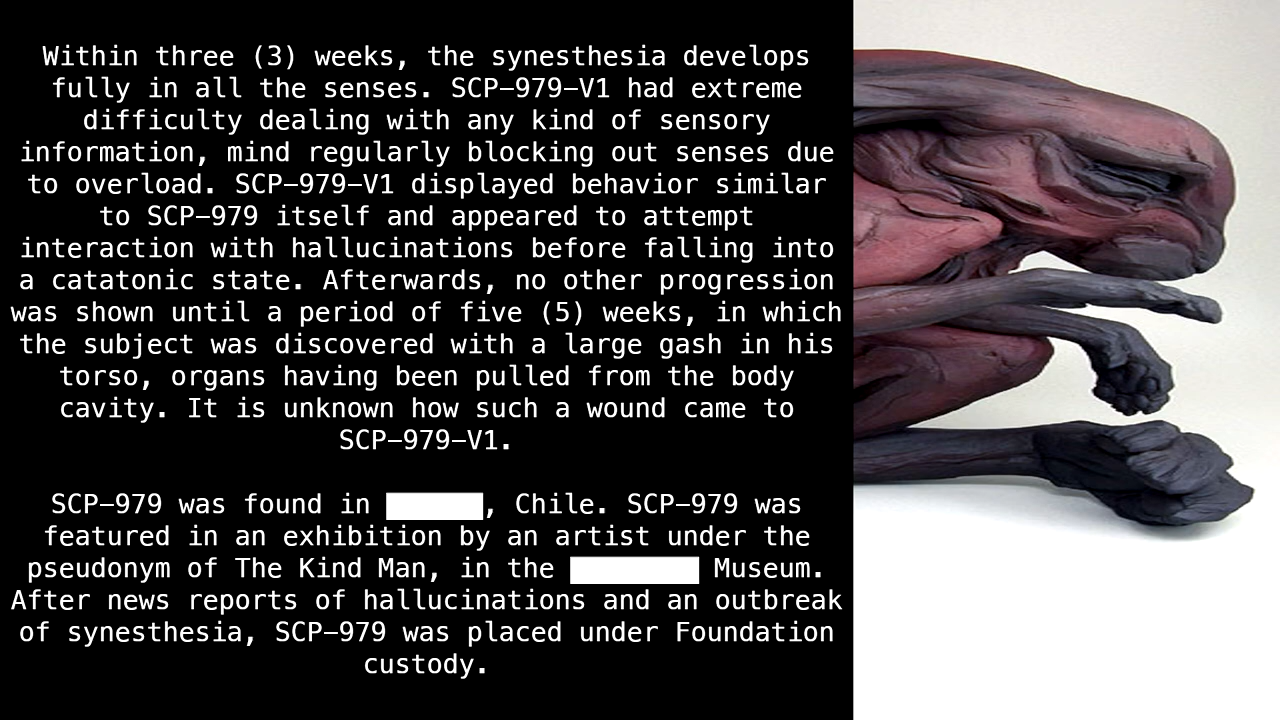 Within three (3) weeks, the synesthesia develops
fully in all the senses. SCP-979-V1 had extreme
difficulty dealing with any kind of sensory
information, mind regularly blocking out senses due
to overload. SCP-979-V1 displayed behavior similar
to SCP-979 itself and appeared to attempt
interaction with hallucinations before falling into
a catatonic state. Afterwards, no other progression
was shown until a period of five (5) weeks, in which
the subject was discovered with a large gash in his
torso, organs having been pulled from the body
cavity. It is unknown how such a wound came to
SCP-979-V1.
SCP-979 was found in ██████, Chile. SCP-979 was
featured in an exhibition by an artist under the
pseudonym of The Kind Man, in the ████████ Museum.
After news reports of hallucinations and an outbreak
of synesthesia, SCP-979 was placed under Foundation
custody.